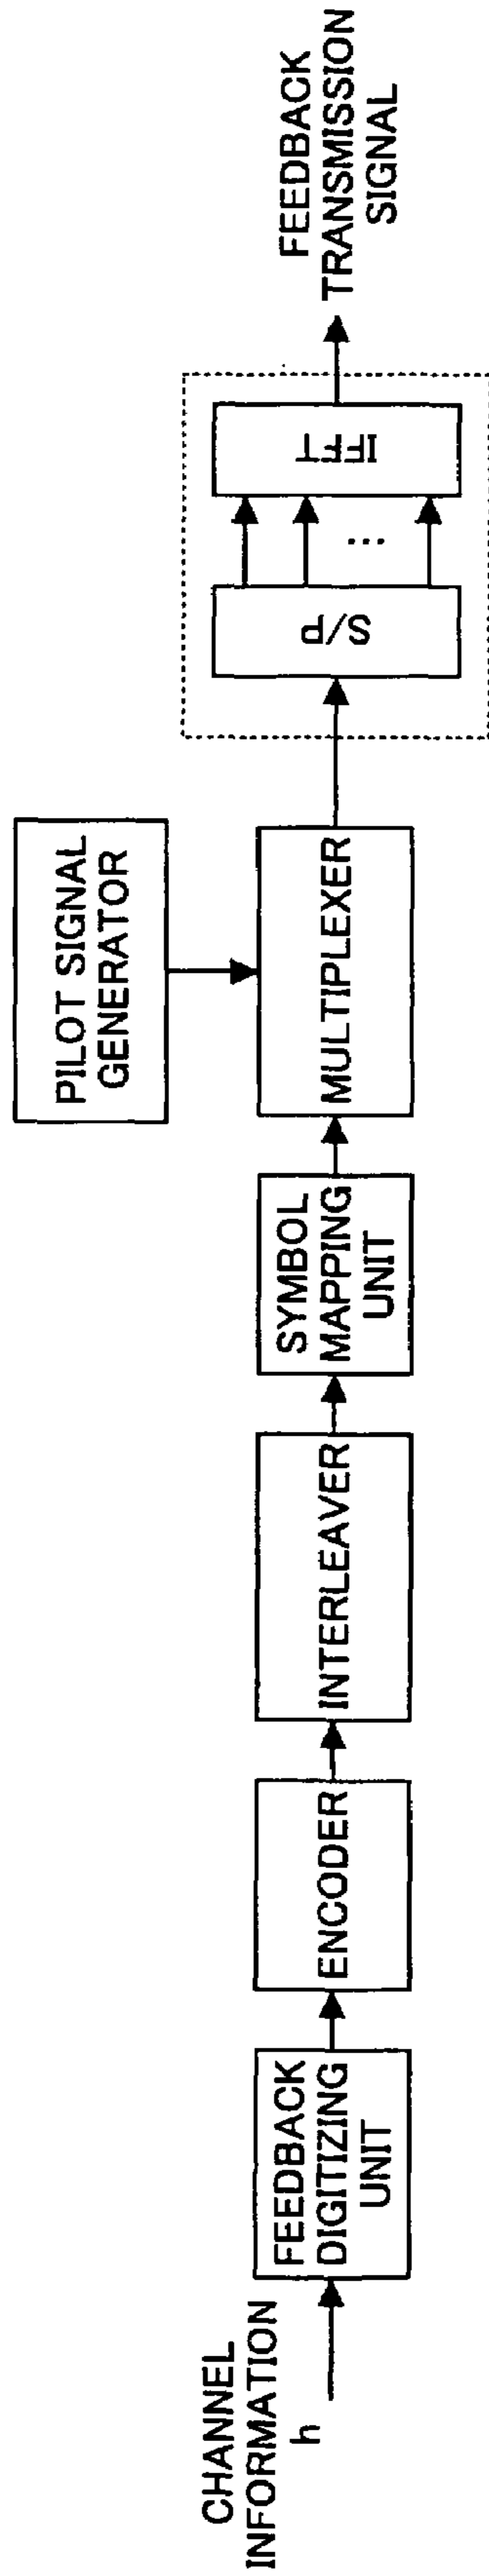 CHANNEL
INFORMATION
h
FEEDBACK
DIGITIZING
UNIT
ENCODER
INTERLEAVER
SYMBOL
MAPPING
UNIT
PILOT SIGNAL
GENERATOR
MULTIPLEXER
S/P
...
IFFT
FEEDBACK
TRANSMISSION
SIGNAL